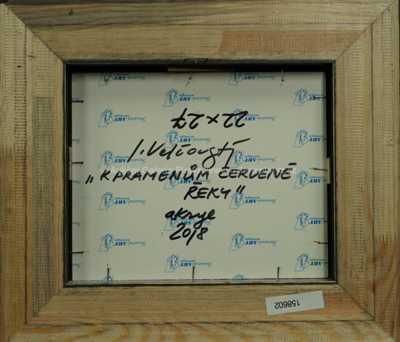 22×27
J. Velčovský
„K PRAMENŮM ČERVENÉ
ŘEKY"
akryl
2018
158602